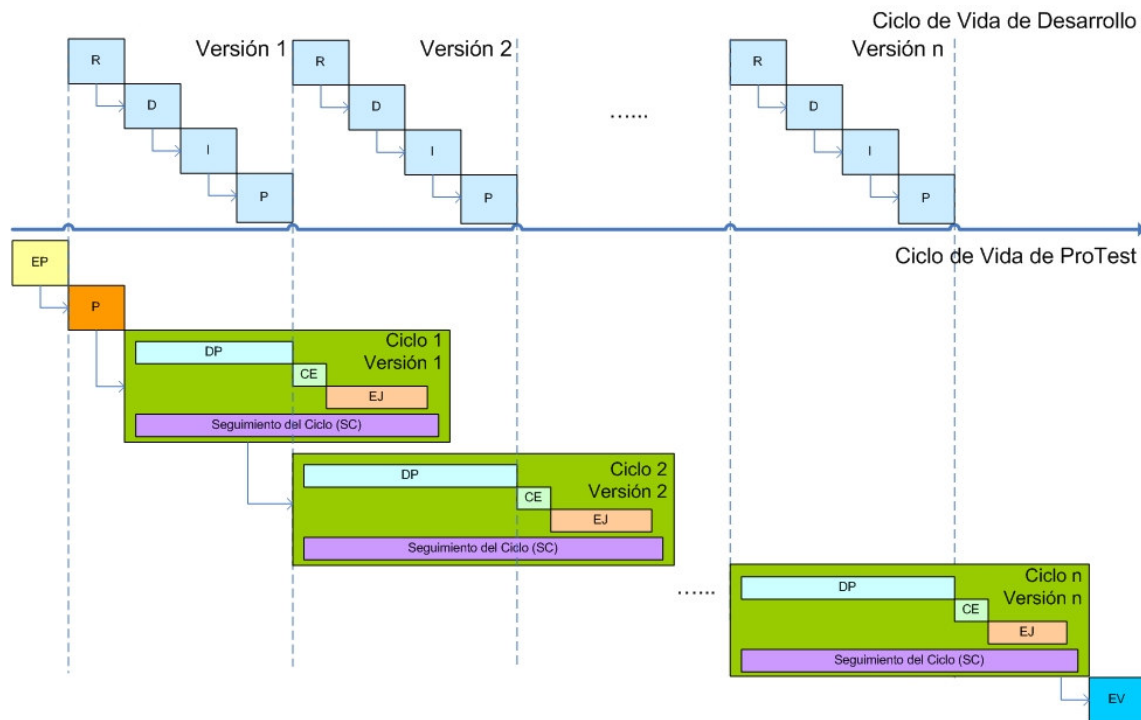 Ciclo de Vida de Desarrollo
Versión 1
Versión 2
Versión n
R
D
I
P
R
D
I
P
......
R
D
I
P
Ciclo de Vida de ProTest
EP
P
Ciclo 1
Versión 1
DP
CE
EJ
Seguimiento del Ciclo (SC)
Ciclo 2
Versión 2
DP
CE
EJ
Seguimiento del Ciclo (SC)
......
Ciclo n
Versión n
DP
CE
EJ
Seguimiento del Ciclo (SC)
EV